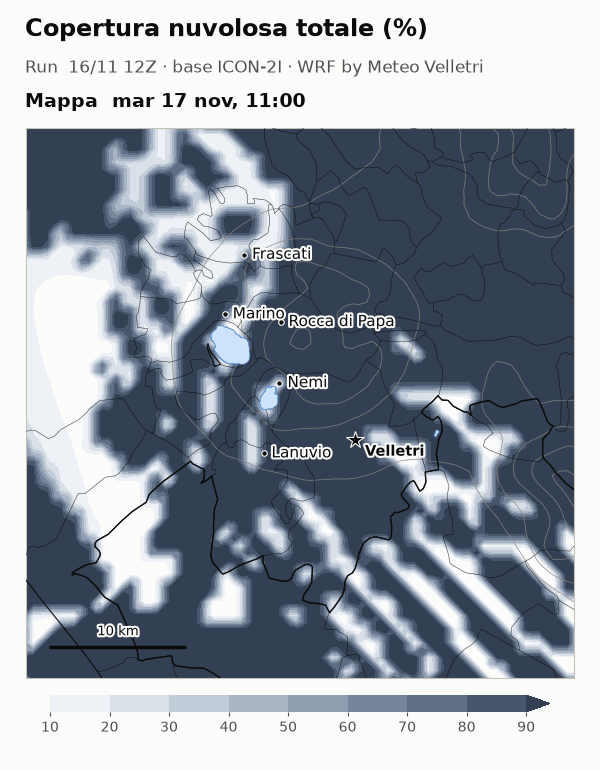 Copertura nuvolosa totale (%)
Run  16/11 12Z · base ICON-2I · WRF by Meteo Velletri
Mappa  mar 17 nov, 11:00
Frascati
Marino
Rocca di Papa
Nemi
Velletri
Lanuvio
10 km
10 20 30 40 50 60 70 80 90